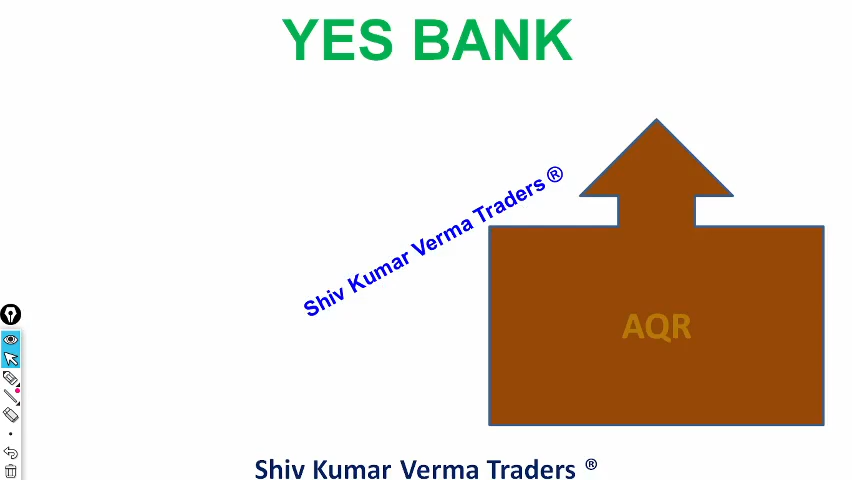 YES BANK
Shiv Kumar Verma Traders ®
AQR
Shiv Kumar Verma Traders ®